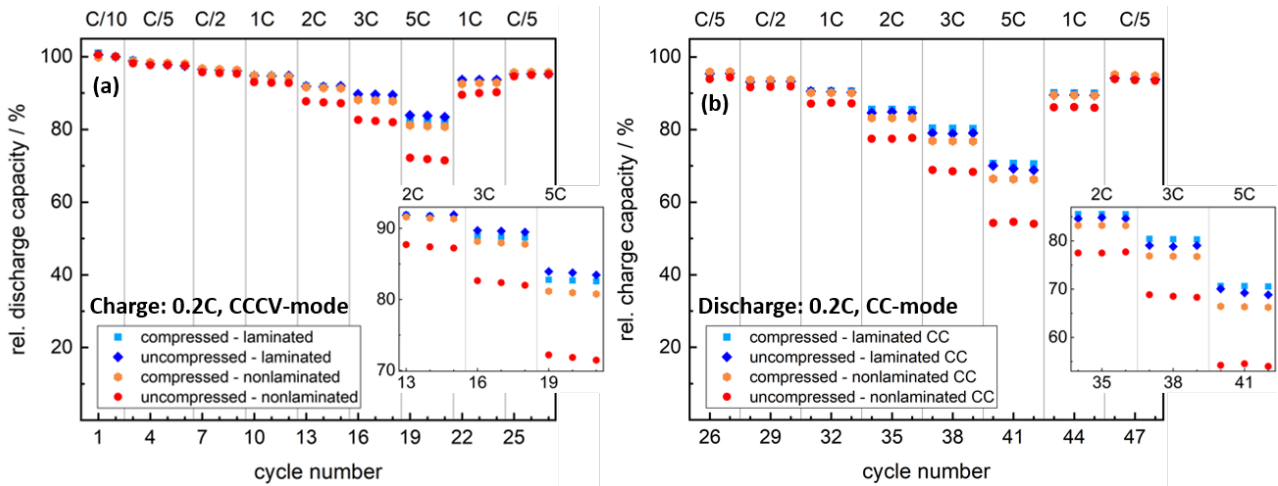 C/10 C/5 C/2 1C 2C 3C 5C 1C C/5
rel. discharge capacity / %
100
80
60
40
20
(a)
2C 3C 5C
90
80
70
13 16 19
Charge: 0.2C, CCCV-mode
compressed - laminated
uncompressed - laminated
compressed - nonlaminated
uncompressed - nonlaminated
1 4 7 10 13 16 19 22 25
cycle number
C/5 C/2 1C 2C 3C 5C 1C C/5
rel. charge capacity / %
100
80
60
40
20
(b)
2C 3C 5C
80
70
60
35 38 41
Discharge: 0.2C, CC-mode
compressed - laminated CC
uncompressed - laminated CC
compressed - nonlaminated CC
uncompressed - nonlaminated CC
26 29 32 35 38 41 44 47
cycle number